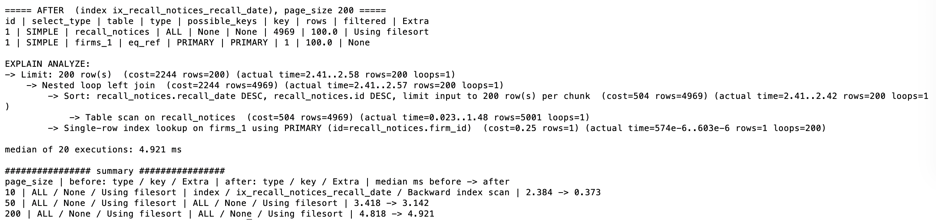 ===== AFTER  (index ix_recall_notices_recall_date), page_size 200 =====
id | select_type | table | type | possible_keys | key | rows | filtered | Extra
1 | SIMPLE | recall_notices | ALL | None | None | 4969 | 100.0 | Using filesort
1 | SIMPLE | firms_1 | eq_ref | PRIMARY | PRIMARY | 1 | 100.0 | None
EXPLAIN ANALYZE:
-> Limit: 200 row(s)  (cost=2244 rows=200) (actual time=2.41..2.58 rows=200 loops=1)
-> Nested loop left join  (cost=2244 rows=4969) (actual time=2.41..2.57 rows=200 loops=1)
-> Sort: recall_notices.recall_date DESC, recall_notices.id DESC, limit input to 200 row(s) per chunk  (cost=504 rows=4969) (actual time=2.41..2.42 rows=200 loops=1
)
-> Table scan on recall_notices  (cost=504 rows=4969) (actual time=0.023..1.48 rows=5001 loops=1)
-> Single-row index lookup on firms_1 using PRIMARY (id=recall_notices.firm_id)  (cost=0.25 rows=1) (actual time=574e-6..603e-6 rows=1 loops=200)
median of 20 executions: 4.921 ms
################ summary ################
page_size | before: type / key / Extra | after: type / key / Extra | median ms before -> after
10 | ALL / None / Using filesort | index / ix_recall_notices_recall_date / Backward index scan | 2.384 -> 0.373
50 | ALL / None / Using filesort | ALL / None / Using filesort | 3.418 -> 3.142
200 | ALL / None / Using filesort | ALL / None / Using filesort | 4.818 -> 4.921